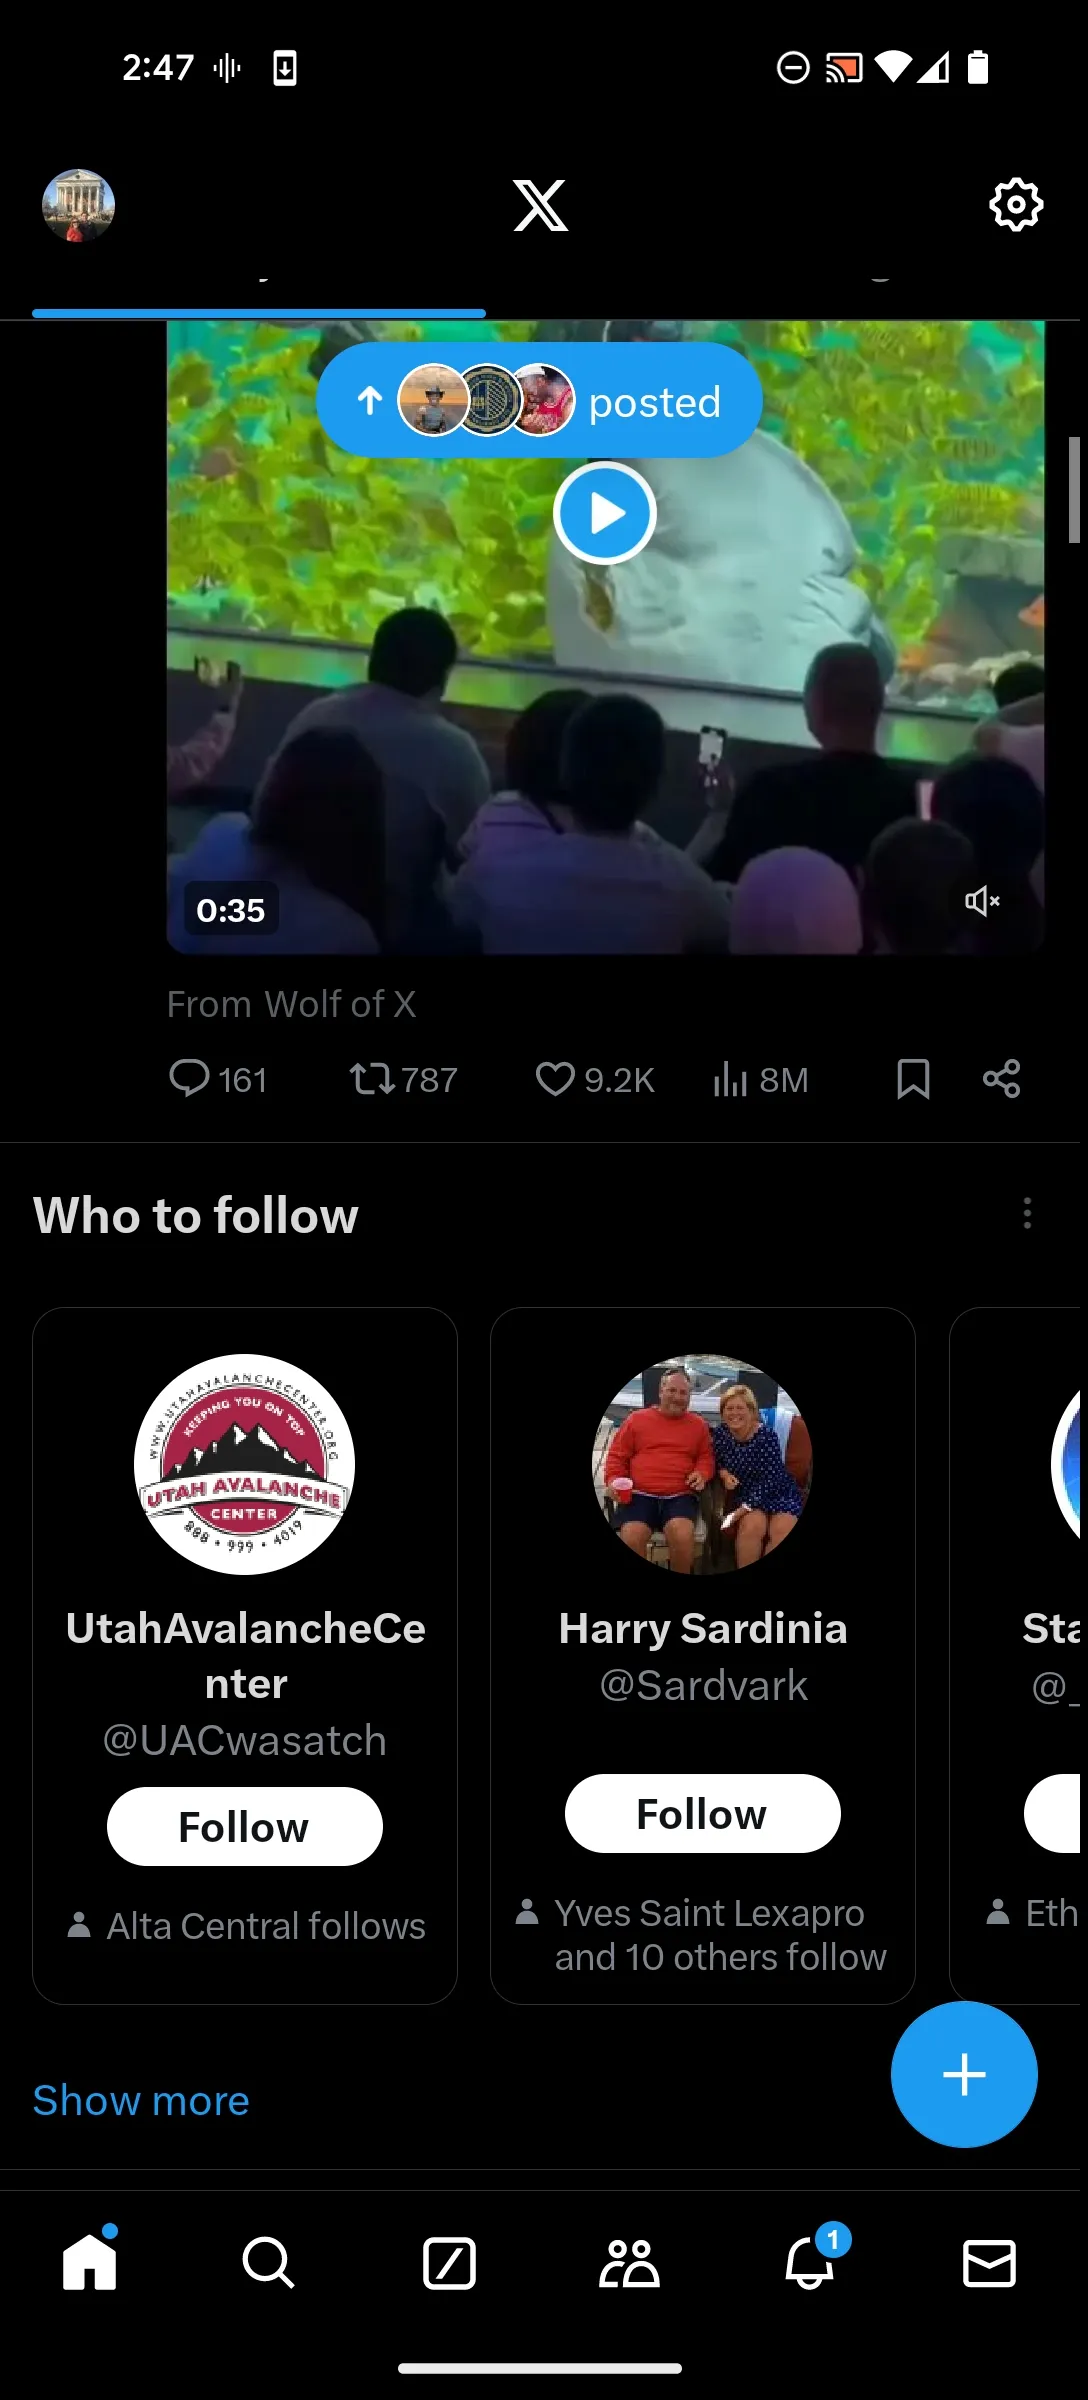 2:47
posted
0:35
From Wolf of X
161 787 9.2K 8M
Who to follow
WWW.UTAHAVALANCHECENTER.ORG
KEEPING YOU ON TOP
UTAH AVALANCHE
CENTER
888 • 999 • 4019
UtahAvalancheCe
nter
@UACwasatch
Follow
Alta Central follows
Harry Sardinia
@Sardvark
Follow
Yves Saint Lexapro
and 10 others follow
Sta
@_
Eth
Show more
1